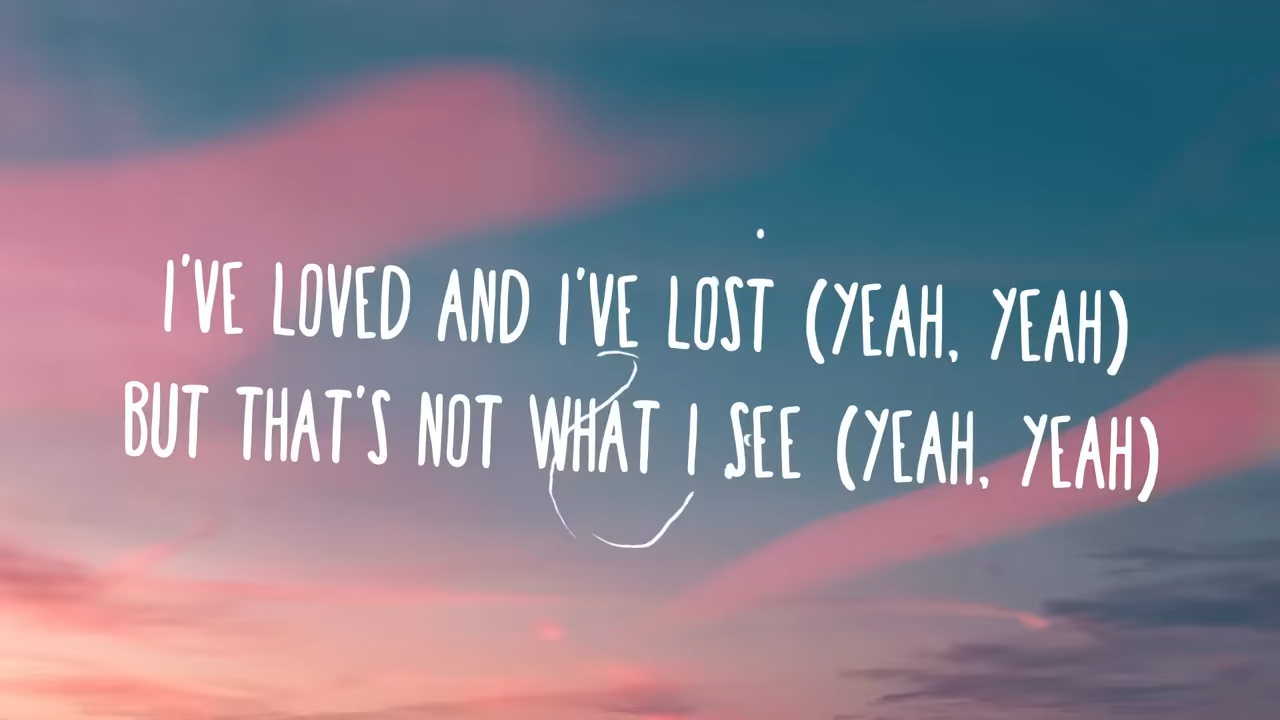 I'VE LOVED AND I'VE LOST (YEAH, YEAH)
BUT THAT'S NOT WHAT I SEE (YEAH, YEAH)